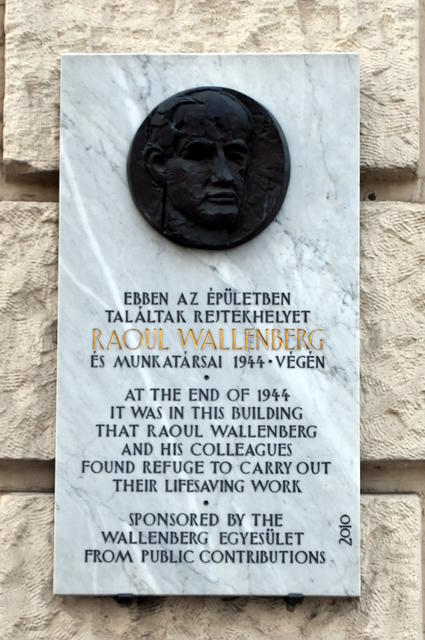 EBBEN AZ ÉPÜLETBEN
TALÁLTAK REJTEKHELYET
RAOUL WALLENBERG
ÉS MUNKATÁRSAI 1944 • VÉGÉN
•
AT THE END OF 1944
IT WAS IN THIS BUILDING
THAT RAOUL WALLENBERG
AND HIS COLLEAGUES
FOUND REFUGE TO CARRY OUT
THEIR LIFESAVING WORK
•
SPONSORED BY THE
WALLENBERG EGYESÜLET
FROM PUBLIC CONTRIBUTIONS
2010